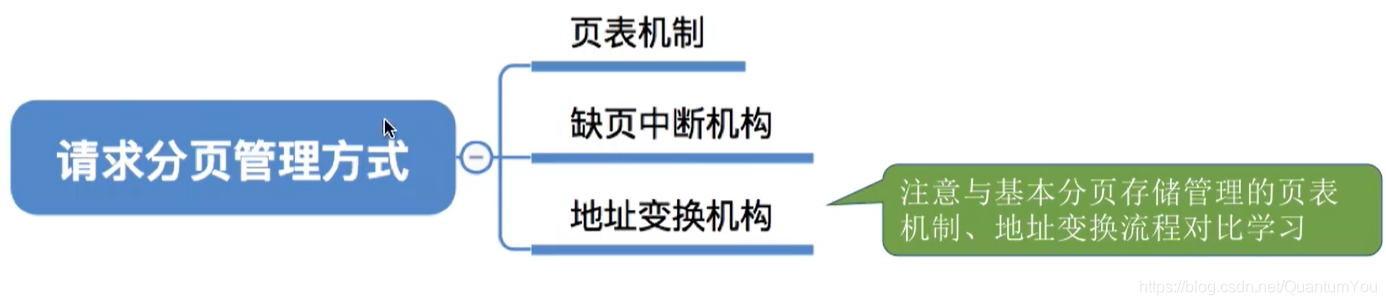 页表机制
缺页中断机构
请求分页管理方式
地址变换机构
注意与基本分页存储管理的页表
机制、地址变换流程对比学习
https://blog.csdn.net/QuantumYou